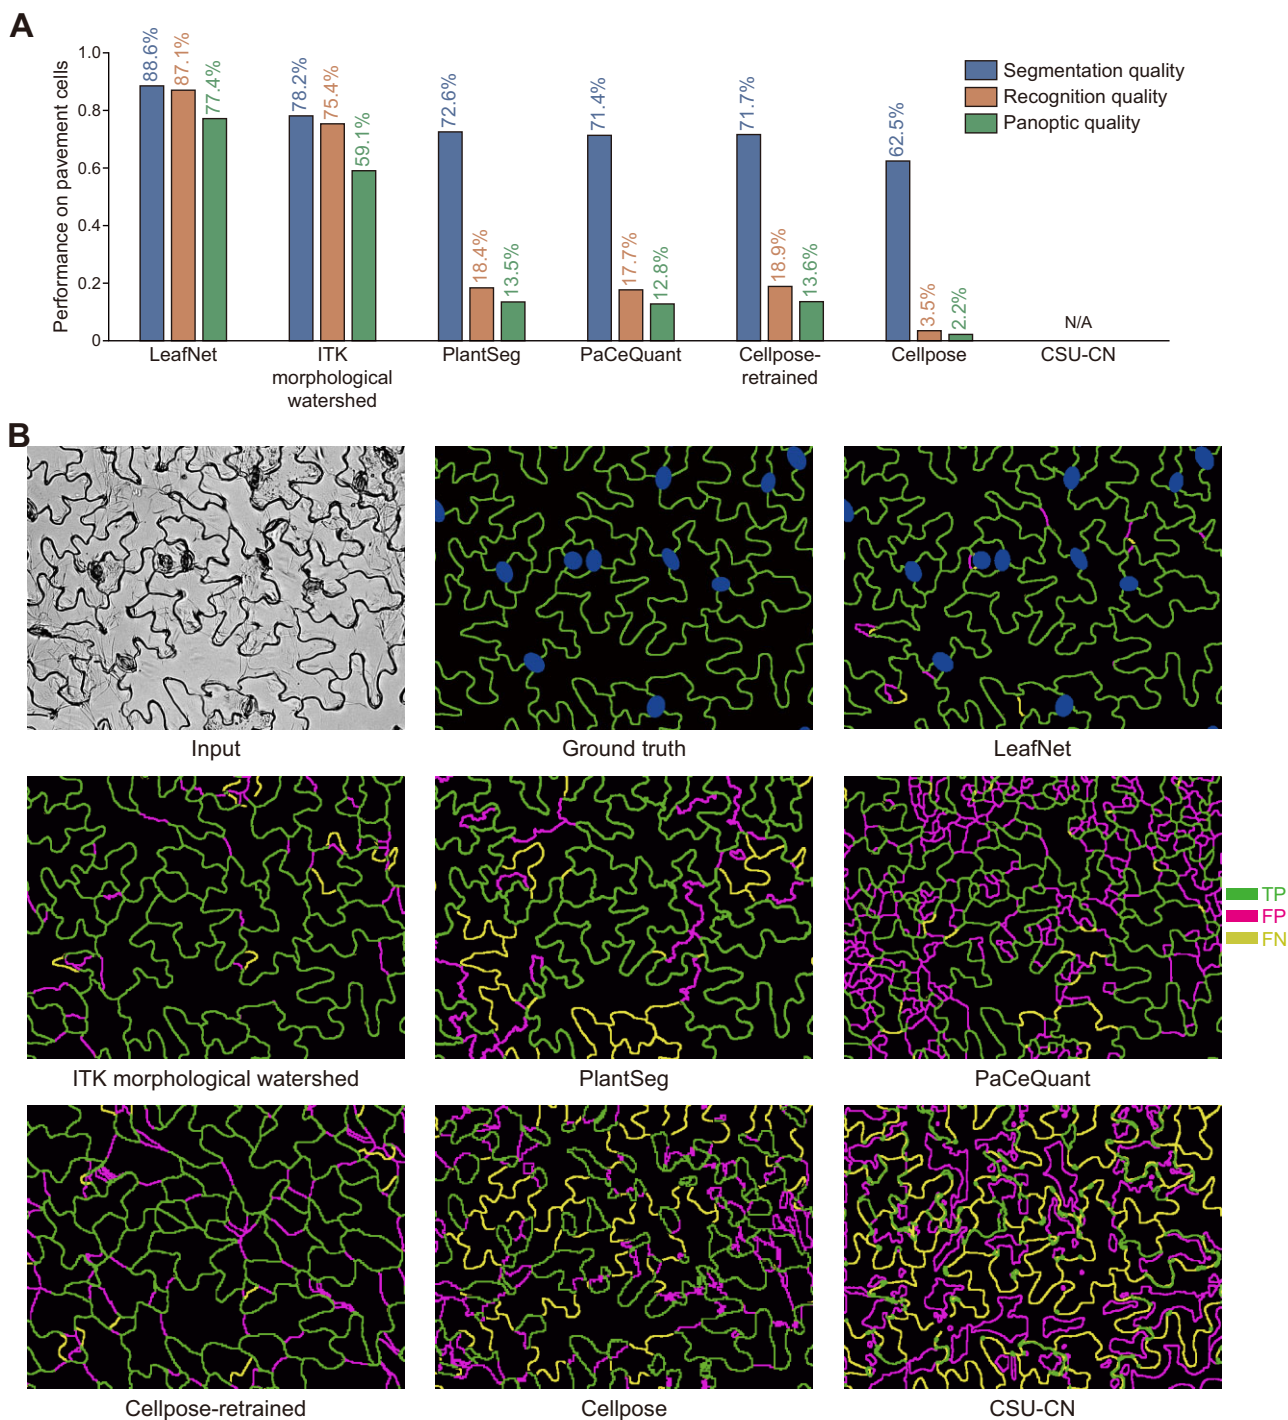 A
Performance on pavement cells
1.0
0.8
0.6
0.4
0.2
0
88.6%
87.1%
77.4%
78.2%
75.4%
59.1%
72.6%
18.4%
13.5%
71.4%
17.7%
12.8%
71.7%
18.9%
13.6%
62.5%
3.5%
2.2%
N/A
Segmentation quality
Recognition quality
Panoptic quality
LeafNet
ITK
morphological
watershed
PlantSeg
PaCeQuant
Cellpose-
retrained
Cellpose
CSU-CN
B
Input
Ground truth
LeafNet
ITK morphological watershed
PlantSeg
PaCeQuant
TP
FP
FN
Cellpose-retrained
Cellpose
CSU-CN